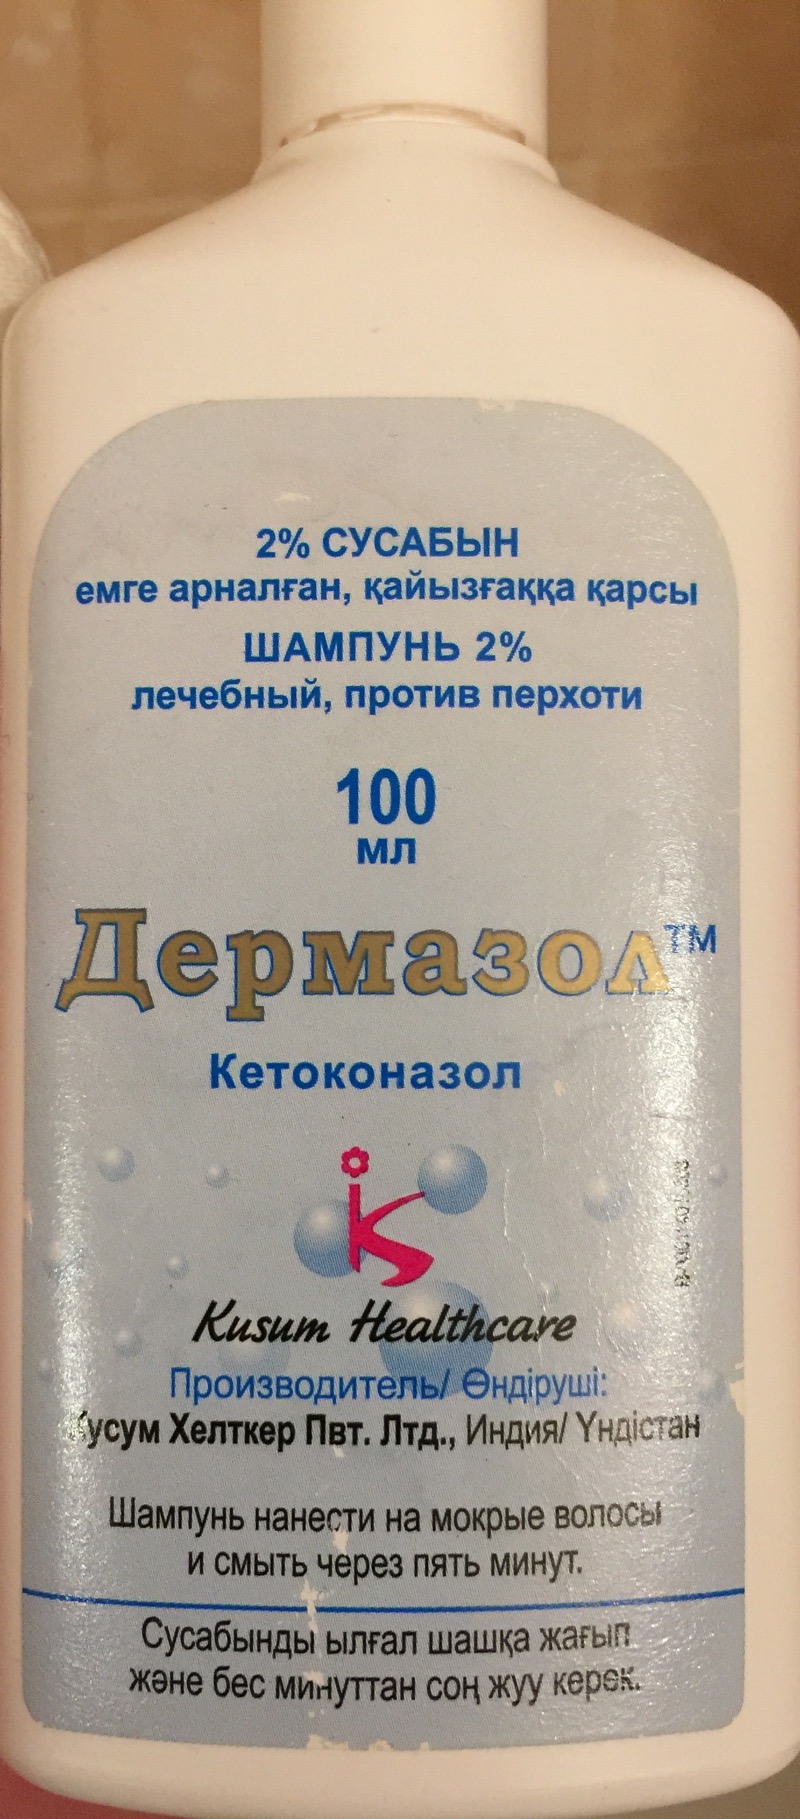 2% СУСАБЫН
емге арналған, қайызғаққа қарсы
ШАМПУНЬ 2%
лечебный, против перхоти
100
мл
Дермазол™
Кетоконазол
Kusum Healthcare
Производитель/ Өндіруші:
Кусум Хелткер Пвт. Лтд., Индия/ Үндістан
Шампунь нанести на мокрые волосы
и смыть через пять минут.
Сусабынды ылғал шашқа жағып
және бес минуттан соң жуу керек.